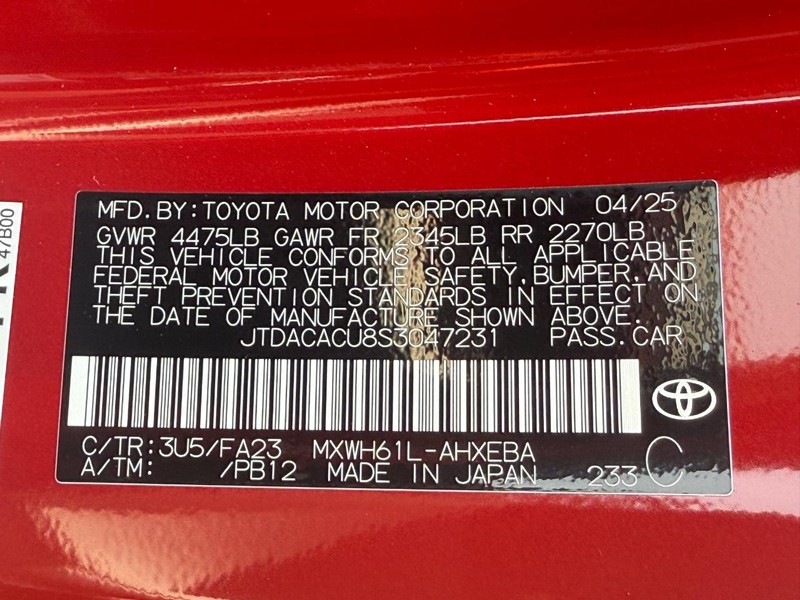 MFD.BY:TOYOTA MOTOR CORPORATION 04/25
GVWR 4475LB GAWR FR 2345LB RR 2270LB
THIS VEHICLE CONFORMS TO ALL APPLICABLE
FEDERAL MOTOR VEHICLE SAFETY,BUMPER,AND
THEFT PREVENTION STANDARDS IN EFFECT ON
THE DATE OF MANUFACTURE SHOWN ABOVE.
JTDACACU8S3047231 PASS.CAR
C/TR:3U5/FA23 MXWH61L-AHXEBA
A/TM: /PB12 MADE IN JAPAN 233 C
47B00